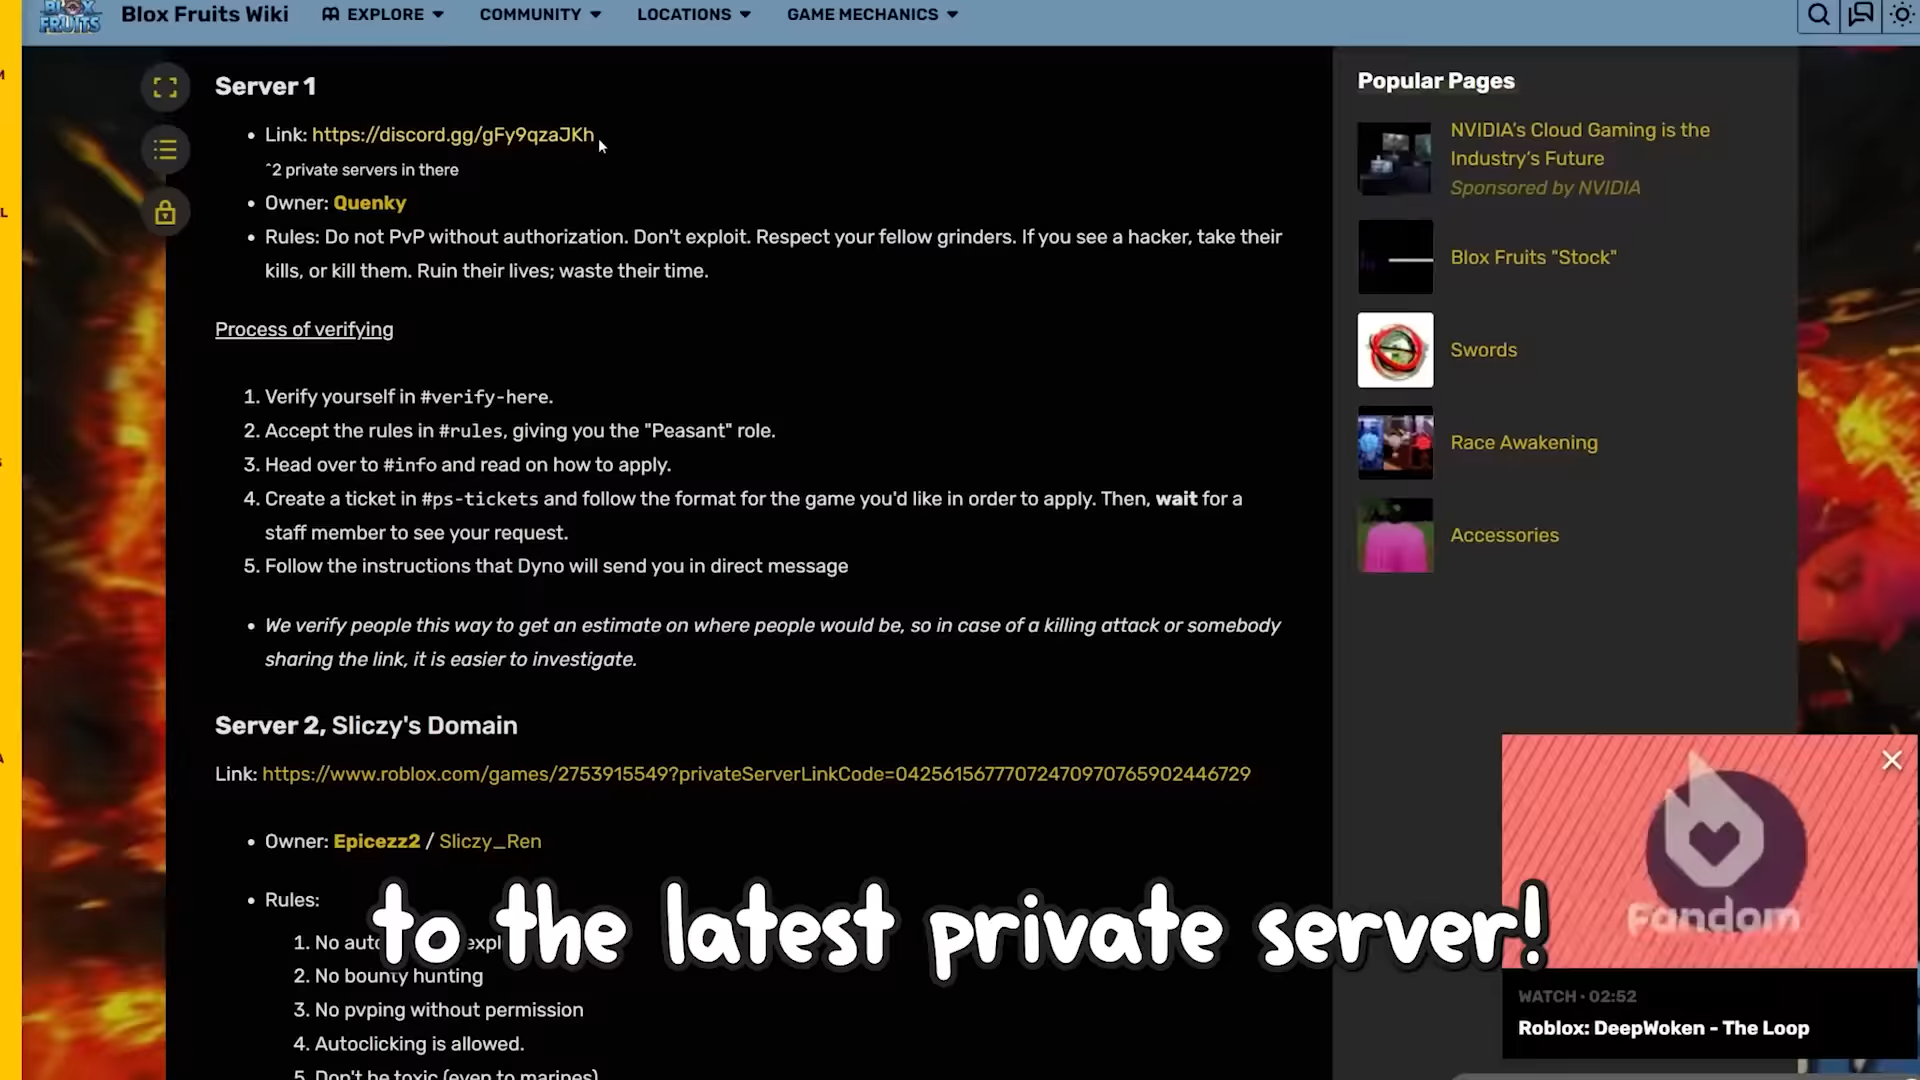 BLOX
FRUITS
Blox Fruits Wiki
EXPLORE
COMMUNITY
LOCATIONS
GAME MECHANICS
Server 1
• Link: https://discord.gg/gFy9qzaJKh
^2 private servers in there
• Owner: Quenky
• Rules: Do not PvP without authorization. Don't exploit. Respect your fellow grinders. If you see a hacker, take their
kills, or kill them. Ruin their lives; waste their time.
Process of verifying
1. Verify yourself in #verify-here.
2. Accept the rules in #rules, giving you the "Peasant" role.
3. Head over to #info and read on how to apply.
4. Create a ticket in #ps-tickets and follow the format for the game you'd like in order to apply. Then, wait for a
staff member to see your request.
5. Follow the instructions that Dyno will send you in direct message
• We verify people this way to get an estimate on where people would be, so in case of a killing attack or somebody
sharing the link, it is easier to investigate.
Server 2, Sliczy's Domain
Link: https://www.roblox.com/games/2753915549?privateServerLinkCode=04256156777072470970765902446729
• Owner: Epicezz2 / Sliczy_Ren
• Rules:
1. No
2. No bounty hunting
3. No pvping without permission
4. Autoclicking is allowed.
5. Don't be toxic (even to marines)
to the latest private server!
Popular Pages
NVIDIA's Cloud Gaming is the
Industry's Future
Sponsored by NVIDIA
Blox Fruits "Stock"
Swords
Race Awakening
Accessories
Fandom
WATCH • 02:52
Roblox: DeepWoken - The Loop